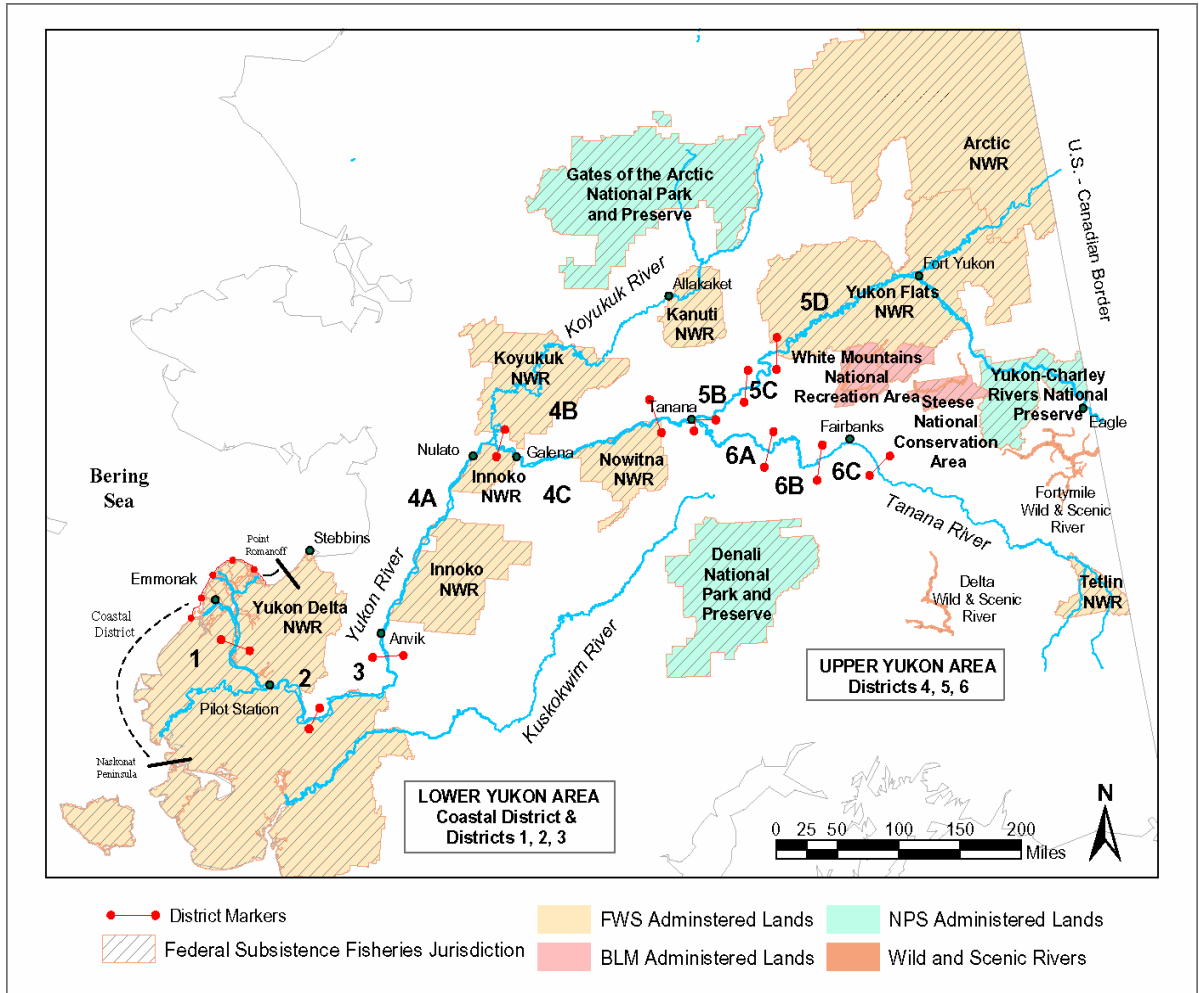 Arctic
NWR
U.S. - Canadian Border
Gates of the Arctic
National Park
and Preserve
Fort Yukon
Allakaket
Kanuti
NWR
Koyukuk River
5D
Yukon Flats
NWR
Koyukuk
NWR
4B
White Mountains
National
Recreation Area
5C
5B
Yukon-Charley
Rivers National
Preserve
Steese
National
Conservation
Area
Eagle
Tanana
Fairbanks
Nulato
Galena
Innoko
NWR
4C
Nowitna
NWR
6A
6B
6C
4A
Bering
Sea
Fortymile
Wild & Scenic
River
Tanana River
Point
Romanoff
Stebbins
Emmonak
Innoko
NWR
Denali
National
Park and
Preserve
Delta
Wild & Scenic
River
Tetlin
NWR
Coastal
District
Yukon Delta
NWR
Yukon River
Anvik
1
2
3
Kuskokwim River
UPPER YUKON AREA
Districts 4, 5, 6
Pilot Station
Naskonat
Peninsula
LOWER YUKON AREA
Coastal District &
Districts 1, 2, 3
N
0 25 50 100 150 200
Miles
District Markers
Federal Subsistence Fisheries Jurisdiction
FWS Adminstered Lands
BLM Administered Lands
NPS Administered Lands
Wild and Scenic Rivers